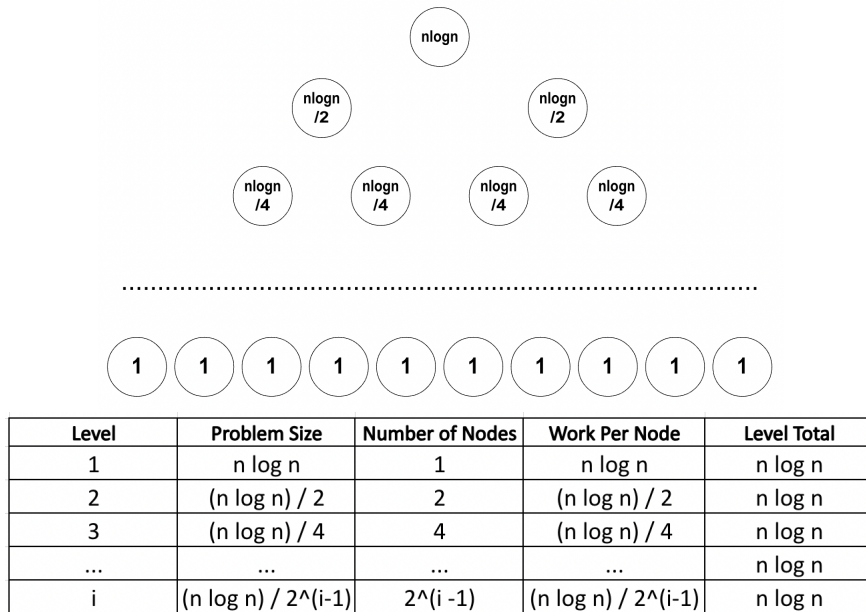 nlogn
nlogn
/2
nlogn
/2
nlogn
/4
nlogn
/4
nlogn
/4
nlogn
/4
................................................................................
1 1 1 1 1 1 1 1 1 1
Level Problem Size Number of Nodes Work Per Node Level Total
1 n log n 1 n log n n log n
2 (n log n) / 2 2 (n log n) / 2 n log n
3 (n log n) / 4 4 (n log n) / 4 n log n
... ... ... ... n log n
i (n log n) / 2^(i-1) 2^(i -1) (n log n) / 2^(i-1) n log n